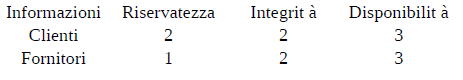 Informazioni Riservatezza Integrit à Disponibilit à
Clienti 2 2 3
Fornitori 1 2 3